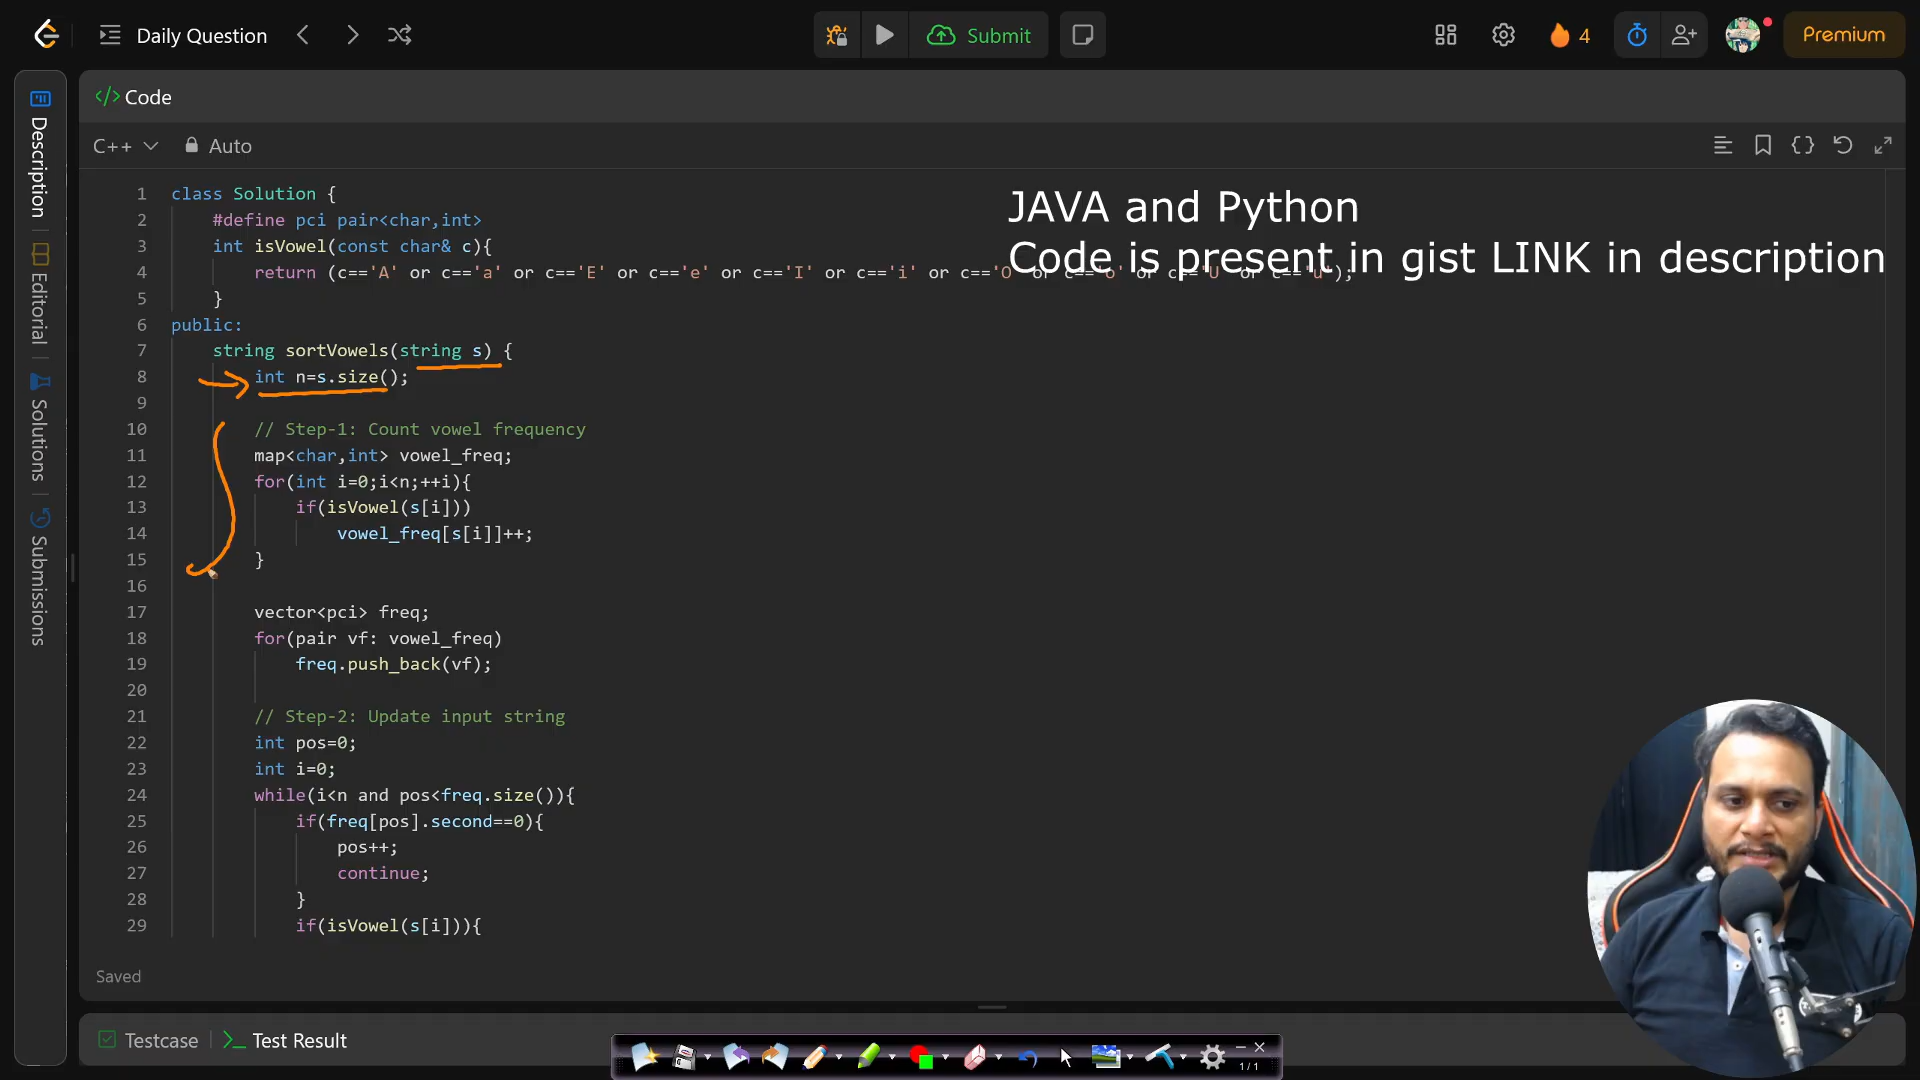 Daily Question
Submit
4
Premium
</> Code
C++
Auto
JAVA and Python
Code is present in gist LINK in description
Description
Editorial
Solutions
Submissions
1 class Solution {
2 #define pci pair<char,int>
3 int isVowel(const char& c){
4 return (c=='A' or c=='a' or c=='E' or c=='e' or c=='I' or c=='i' or c=='O' or c=='o' or c=='U' or c=='u');
5 }
6 public:
7 string sortVowels(string s) {
8 int n=s.size();
9
10 // Step-1: Count vowel frequency
11 map<char,int> vowel_freq;
12 for(int i=0;i<n;++i){
13 if(isVowel(s[i]))
14 vowel_freq[s[i]]++;
15 }
16
17 vector<pci> freq;
18 for(pair vf: vowel_freq)
19 freq.push_back(vf);
20
21 // Step-2: Update input string
22 int pos=0;
23 int i=0;
24 while(i<n and pos<freq.size()){
25 if(freq[pos].second==0){
26 pos++;
27 continue;
28 }
29 if(isVowel(s[i])){
Saved
Testcase
Test Result
1/1